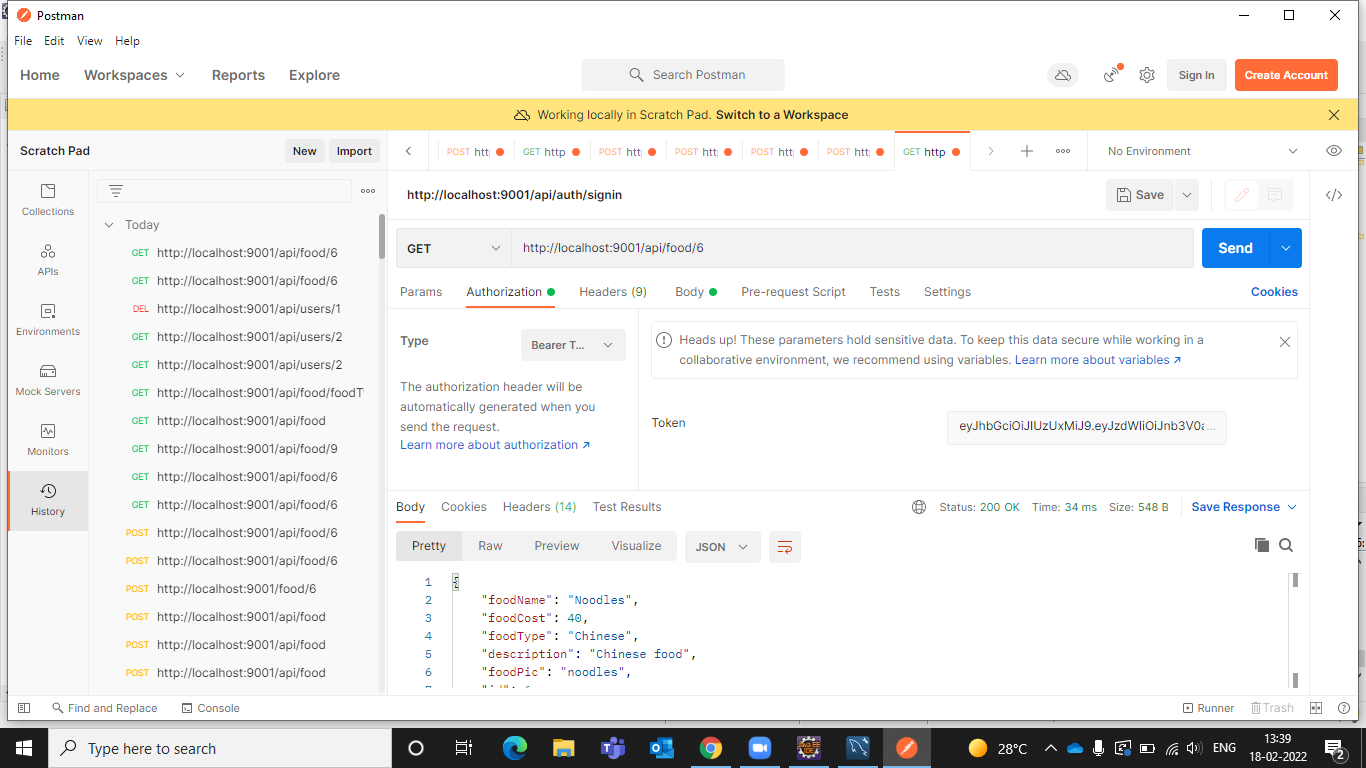 Postman
File Edit View Help
Home Workspaces Reports Explore Search Postman Sign In Create Account
Working locally in Scratch Pad. Switch to a Workspace
Scratch Pad New Import
POST htt GET http POST htt POST htt POST htt POST htt GET http
No Environment
Collections
APIs
Environments
Mock Servers
Monitors
History
Today
GET http://localhost:9001/api/food/6
GET http://localhost:9001/api/food/6
DEL http://localhost:9001/api/users/1
GET http://localhost:9001/api/users/2
GET http://localhost:9001/api/users/2
GET http://localhost:9001/api/food/foodT
GET http://localhost:9001/api/food
GET http://localhost:9001/api/food/9
GET http://localhost:9001/api/food/6
GET http://localhost:9001/api/food/6
POST http://localhost:9001/api/food/6
POST http://localhost:9001/api/food/6
POST http://localhost:9001/food/6
POST http://localhost:9001/api/food
POST http://localhost:9001/api/food
POST http://localhost:9001/api/food
http://localhost:9001/api/auth/signin
Save
GET http://localhost:9001/api/food/6 Send
Params Authorization Headers (9) Body Pre-request Script Tests Settings Cookies
Type Bearer T...
The authorization header will be
automatically generated when you
send the request.
Learn more about authorization
Heads up! These parameters hold sensitive data. To keep this data secure while working in a
collaborative environment, we recommend using variables. Learn more about variables
Token
Body Cookies Headers (14) Test Results Status: 200 OK Time: 34 ms Size: 548 B Save Response
Pretty Raw Preview Visualize JSON
1 {
2 "foodName": "Noodles",
3 "foodCost": 40,
4 "foodType": "Chinese",
5 "description": "Chinese food",
6 "foodPic": "noodles",
Find and Replace Console Runner Trash
Type here to search
28°C ENG
13:39
18-02-2022
2